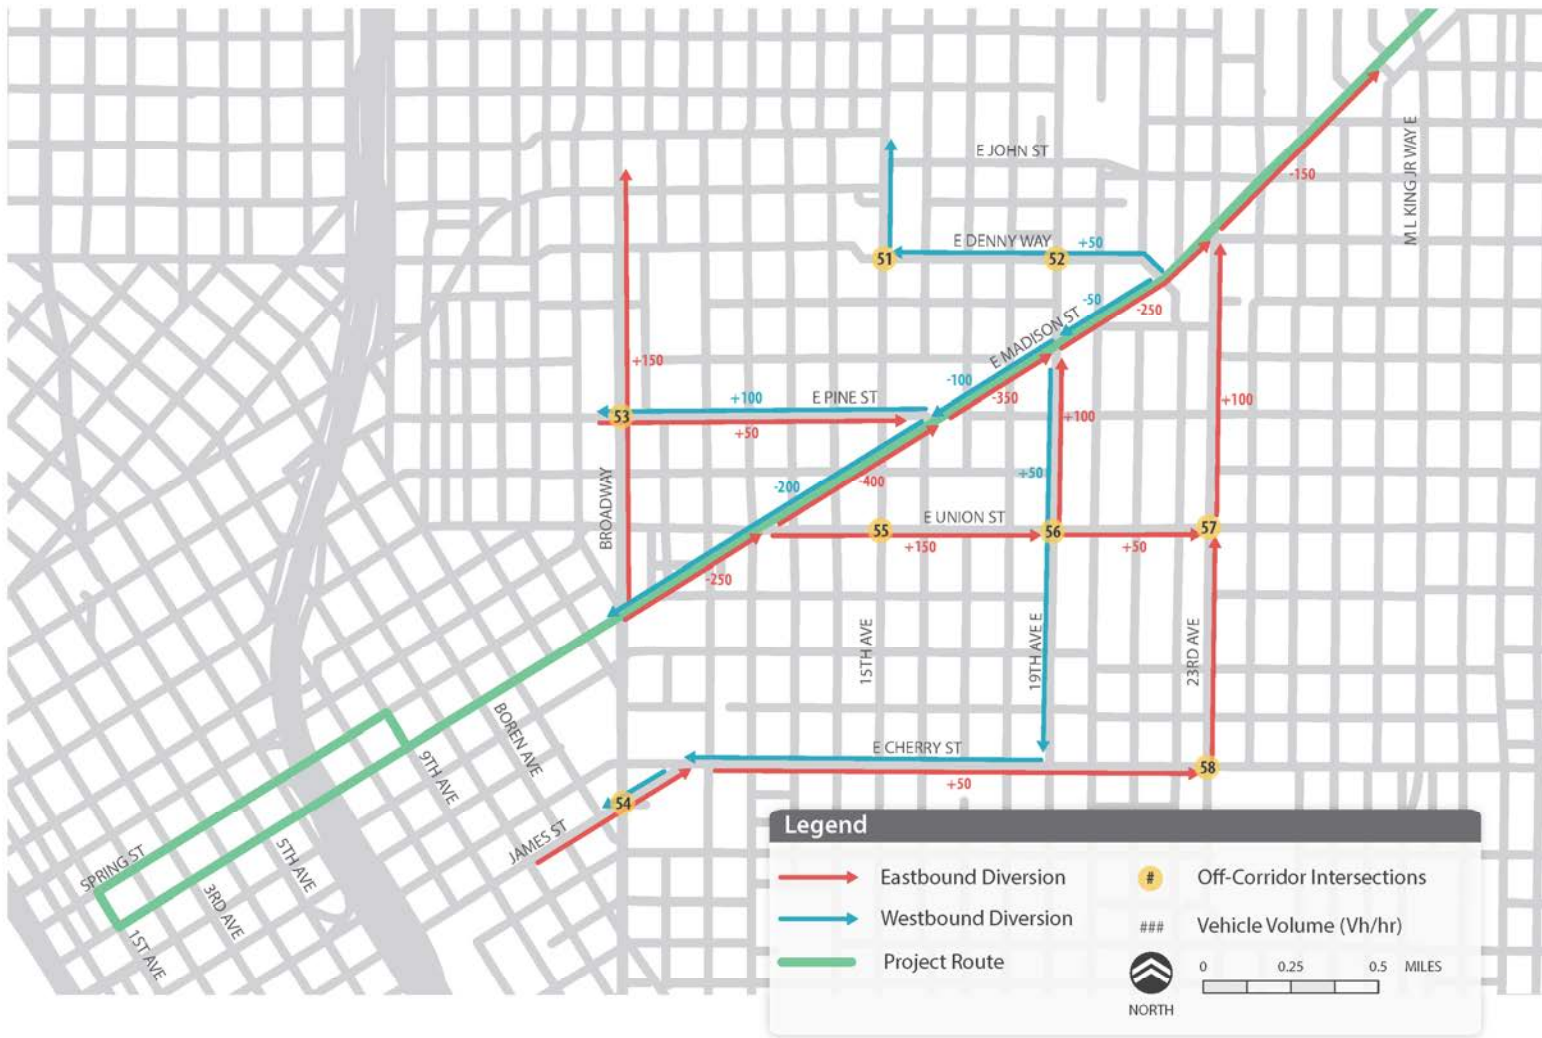 E JOHN ST
M L KING JR WAY E
-150
E DENNY WAY
+50
51
52
-50
-250
E MADISON ST
+150
-100
-350
+100
E PINE ST
53
+50
+100
+100
+50
-200
-400
BROADWAY
E UNION ST
55
56
57
+150
+50
-250
15TH AVE
19TH AVE E
23RD AVE
BOREN AVE
9TH AVE
E CHERRY ST
58
+50
54
JAMES ST
SPRING ST
5TH AVE
3RD AVE
1ST AVE
Legend
Eastbound Diversion
# Off-Corridor Intersections
Westbound Diversion
### Vehicle Volume (Vh/hr)
Project Route
0 0.25 0.5 MILES
NORTH